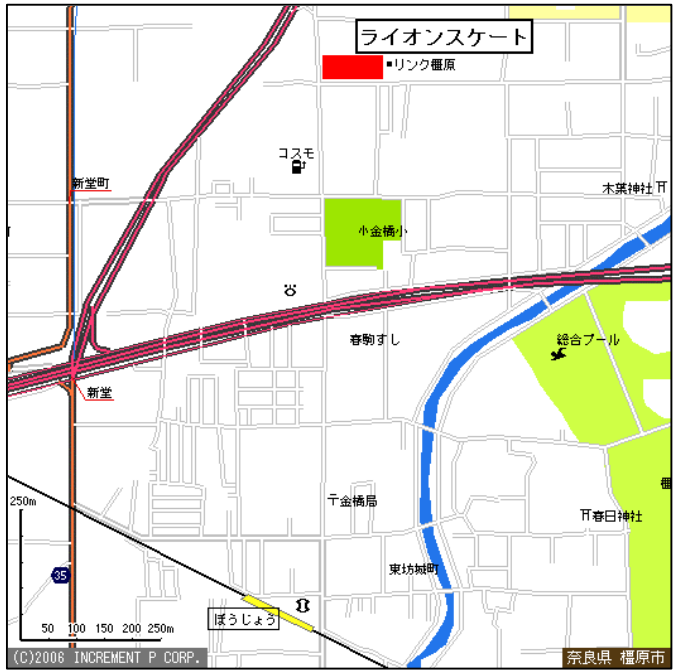 ライオンスケート
■リンク橿原
コスモ
新堂町
木葉神社
町
小金橋小
春駒すし
総合プール
新堂
250m
〒金橋局
春日神社
東坊城町
35
ぼうじょう
50 100 150 200 250m
(C)2006 INCREMENT P CORP.
奈良県 橿原市